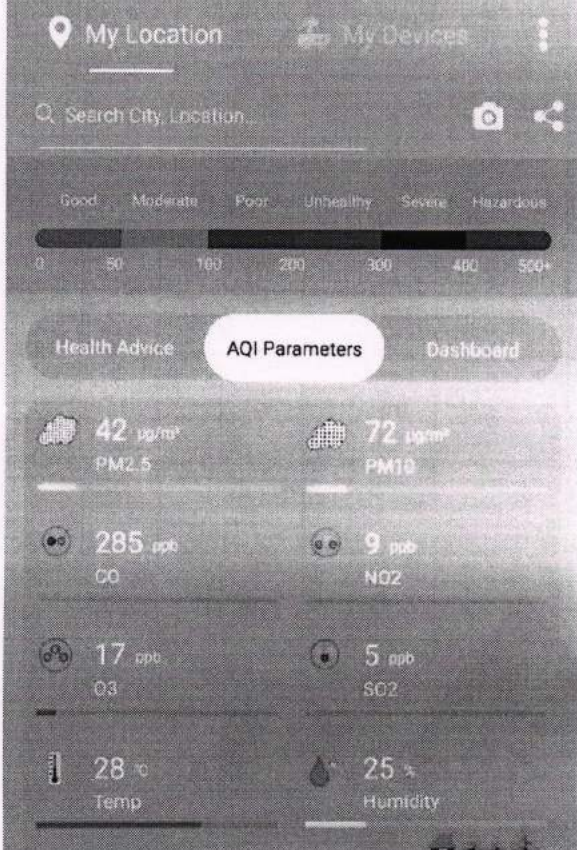 My Location My Devices
Search City, Location...
Good Moderate Poor Unhealthy Severe Hazardous
0 50 100 200 300 400 500+
Health Advice AQI Parameters Dashboard
42 µg/m³ 72 µg/m³
PM2.5 PM10
285 ppb 9 ppb
CO NO2
17 ppb 5 ppb
O3 SO2
28 °C 25 %
Temp Humidity